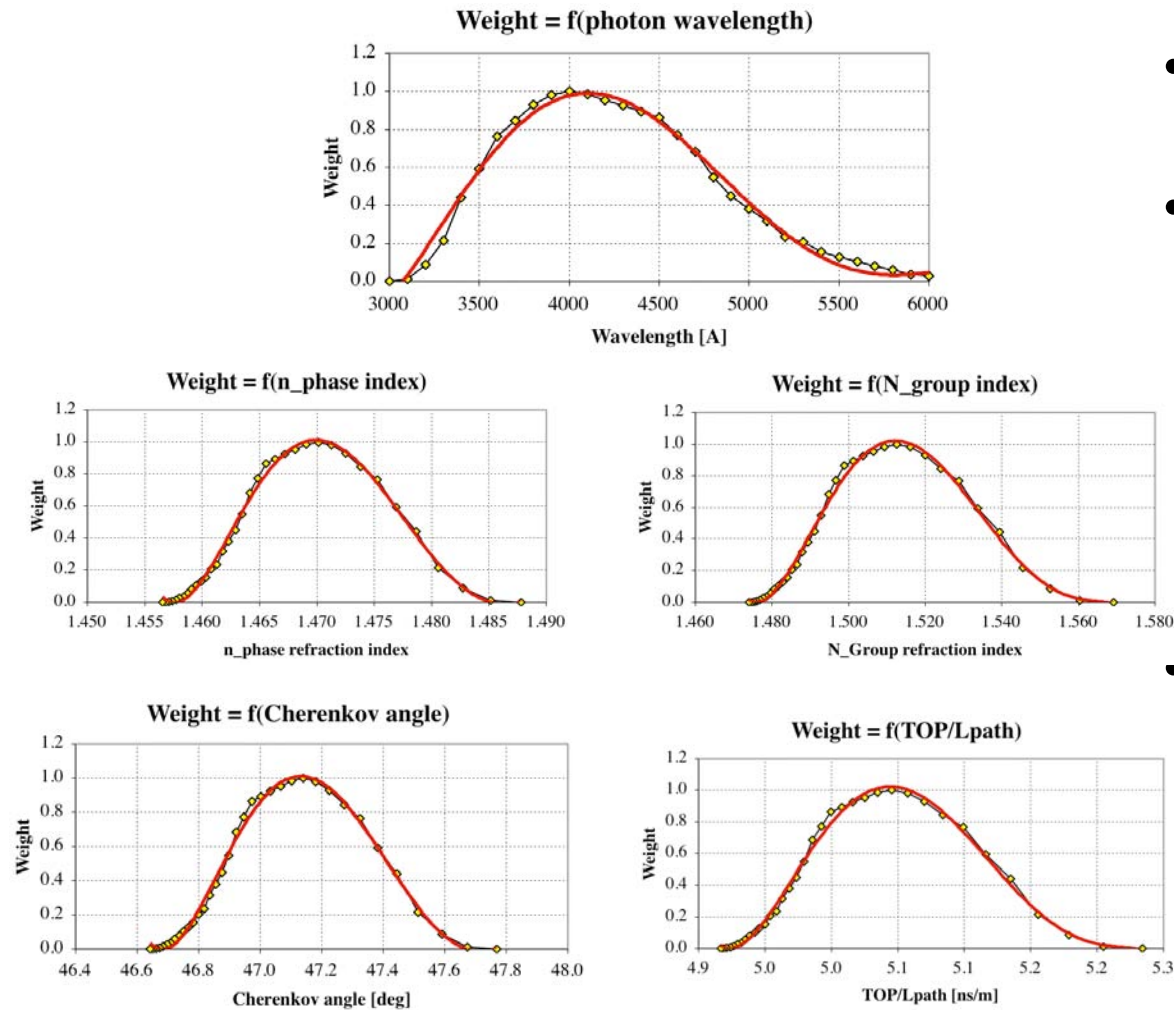 Weight = f(photon wavelength)
1.2
1.0
0.8
0.6
0.4
0.2
0.0
Weight
3000 3500 4000 4500 5000 5500 6000
Wavelength [A]
Weight = f(n_phase index)
1.2
1.0
0.8
0.6
0.4
0.2
0.0
Weight
1.450 1.455 1.460 1.465 1.470 1.475 1.480 1.485 1.490
n_phase refraction index
Weight = f(N_group index)
1.2
1.0
0.8
0.6
0.4
0.2
0.0
Weight
1.460 1.480 1.500 1.520 1.540 1.560 1.580
N_Group refraction index
Weight = f(Cherenkov angle)
1.2
1.0
0.8
0.6
0.4
0.2
0.0
Weight
46.4 46.6 46.8 47.0 47.2 47.4 47.6 47.8 48.0
Cherenkov angle [deg]
Weight = f(TOP/Lpath)
1.2
1.0
0.8
0.6
0.4
0.2
0.0
Weight
4.9 5.0 5.0 5.1 5.1 5.2 5.2 5.3
TOP/Lpath [ns/m]